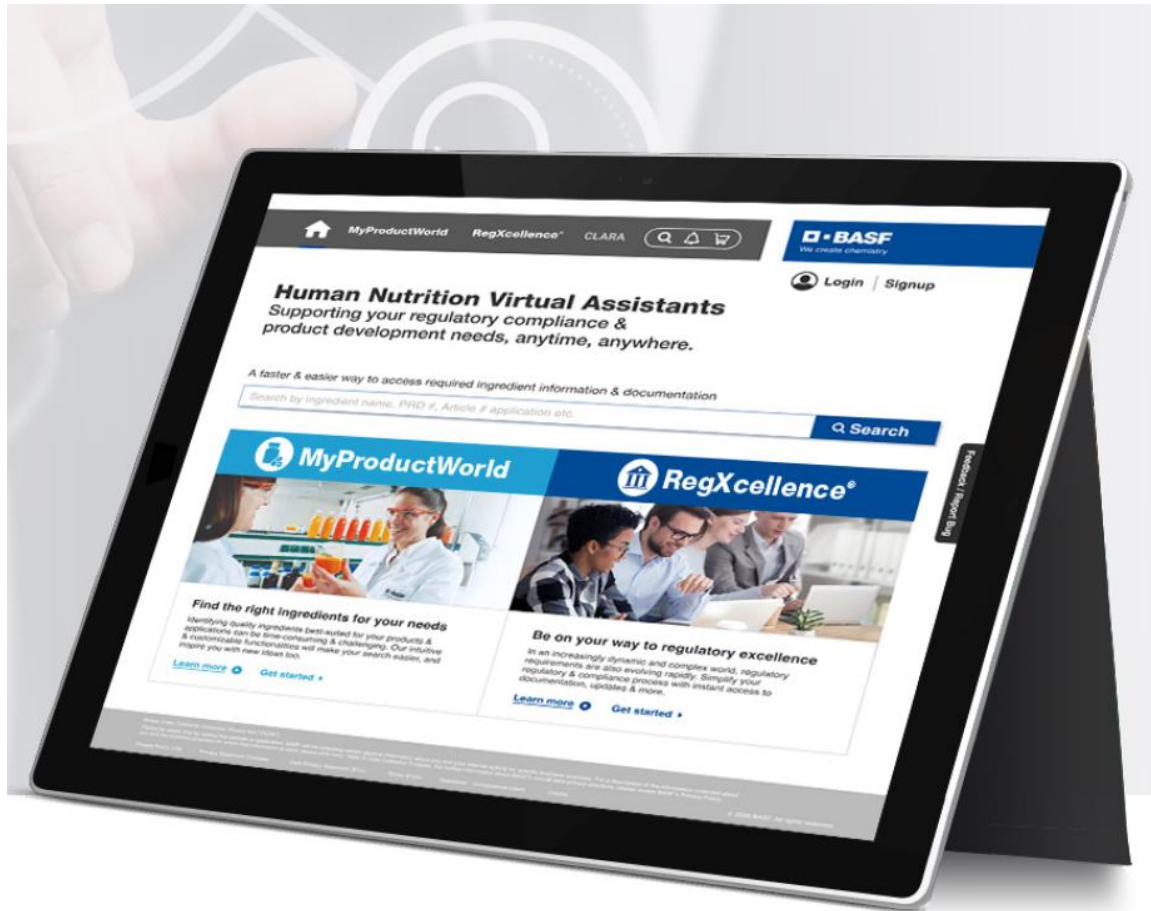 MyProductWorld RegXcellence® CLARA
BASF
We create chemistry
Login | Signup
Human Nutrition Virtual Assistants
Supporting your regulatory compliance &
product development needs, anytime, anywhere.
A faster & easier way to access required ingredient information & documentation
Search by ingredient name, PRD #, Article # application etc.
Search
MyProductWorld
RegXcellence®
Feedback / Report Bug
Find the right ingredients for your needs
Identifying quality ingredients best-suited for your products &
applications can be time-consuming & challenging. Our intuitive
& customizable functionalities will make your search easier, and
inspire you with new ideas too.
Learn more Get started
Be on your way to regulatory excellence
In an increasingly dynamic and complex world, regulatory
requirements are also evolving rapidly. Simplify your
regulatory & compliance process with instant access to
documentation, updates & more.
Learn more Get started